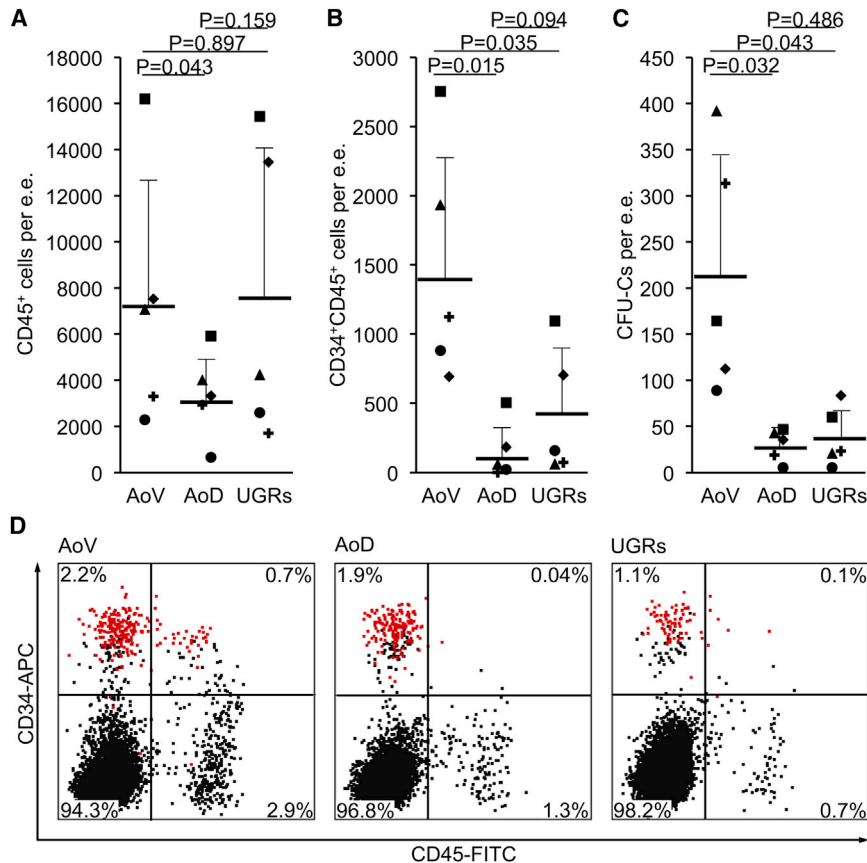 A
P=0.159
P=0.897
P=0.043
18000
16000
14000
12000
10000
8000
6000
4000
2000
0
CD45⁺ cells per e.e.
AoV AoD UGRs
B
P=0.094
P=0.035
P=0.015
3000
2500
2000
1500
1000
500
0
CD34⁺CD45⁺ cells per e.e.
AoV AoD UGRs
C
P=0.486
P=0.043
P=0.032
450
400
350
300
250
200
150
100
50
0
CFU-Cs per e.e.
AoV AoD UGRs
D
AoV
2.2% 0.7%
94.3% 2.9%
AoD
1.9% 0.04%
96.8% 1.3%
UGRs
1.1% 0.1%
98.2% 0.7%
CD34-APC
CD45-FITC